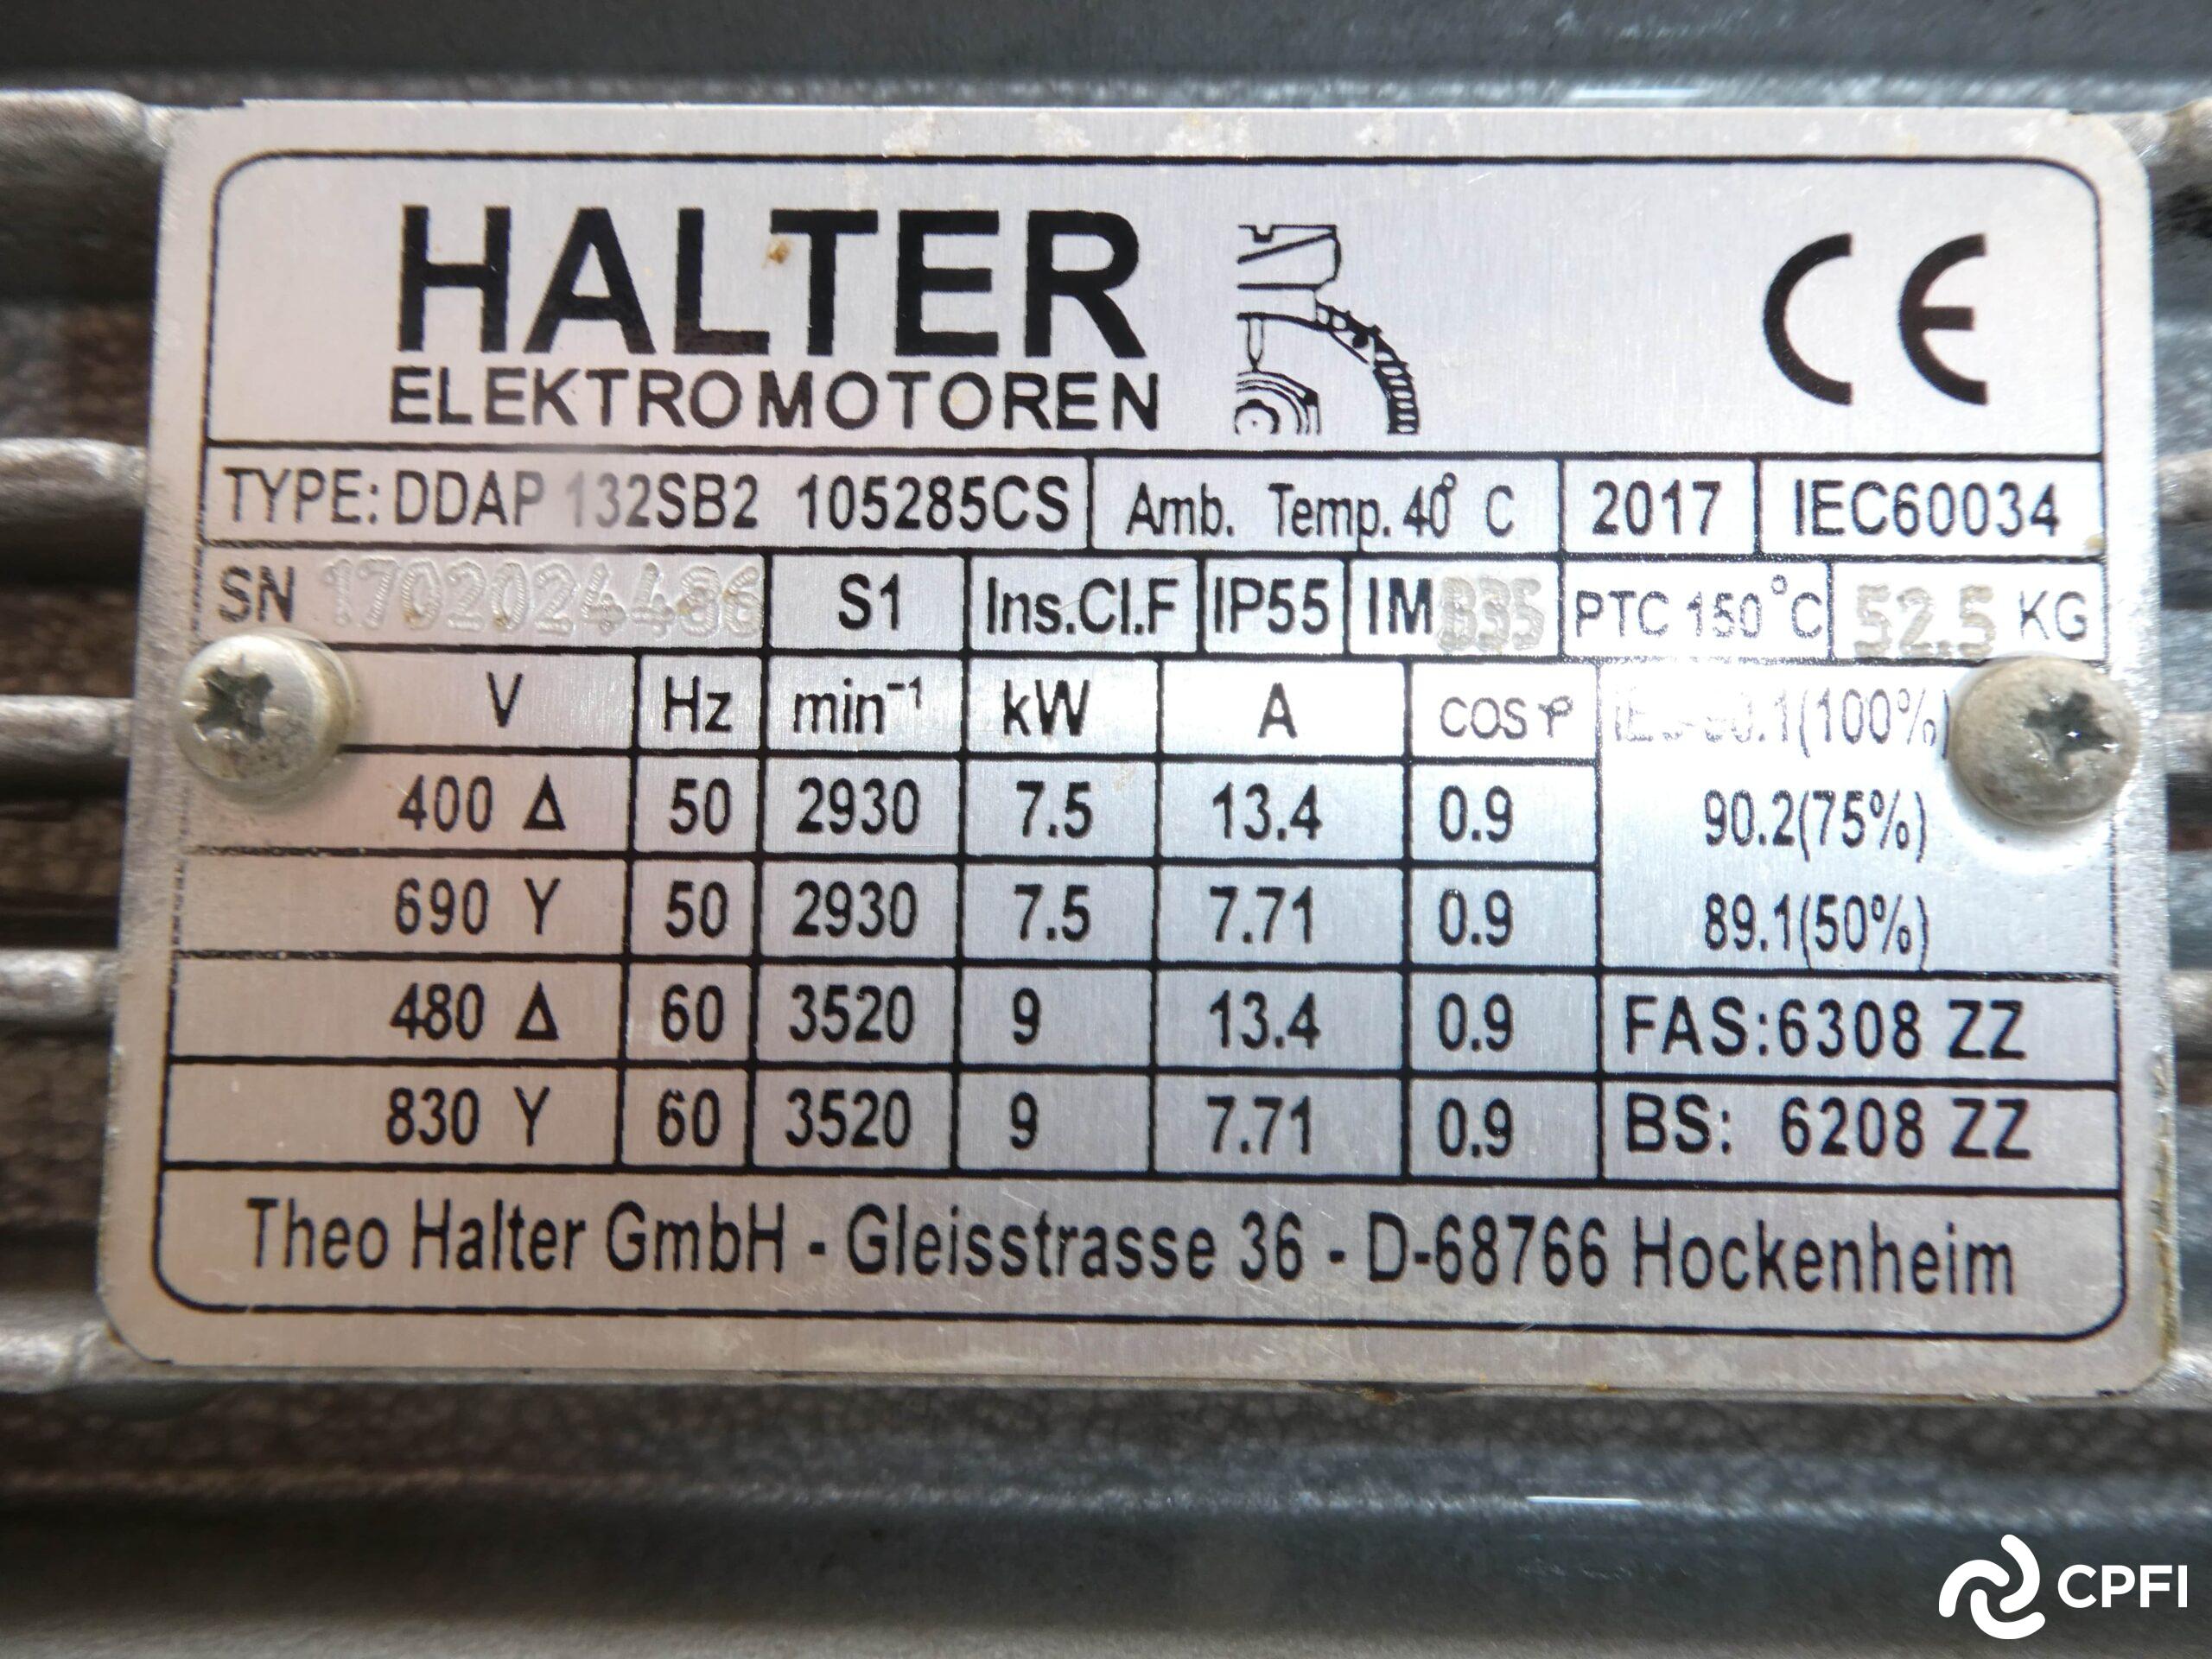 HALTER
ELEKTROMOTOREN
CE
TYPE: DDAP 132SB2 105285CS Amb. Temp. 40° C 2017 IEC60034
SN 1702024486 S1 Ins.Cl.F IP55 IM B35 PTC 150 °C 52.5 KG
V Hz min⁻¹ kW A COS φ .1(100%)
400 Δ 50 2930 7.5 13.4 0.9 90.2(75%)
690 Y 50 2930 7.5 7.71 0.9 89.1(50%)
480 Δ 60 3520 9 13.4 0.9 FAS:6308 ZZ
830 Y 60 3520 9 7.71 0.9 BS: 6208 ZZ
Theo Halter GmbH - Gleisstrasse 36 - D-68766 Hockenheim
CPFI